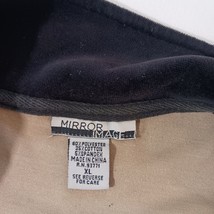 MIRROR
IMAGE
60%POLYESTER
35%COTTON
5%SPANDEX
MADE IN CHINA
R.N. 93771
XL
SEE REVERSE
FOR CARE